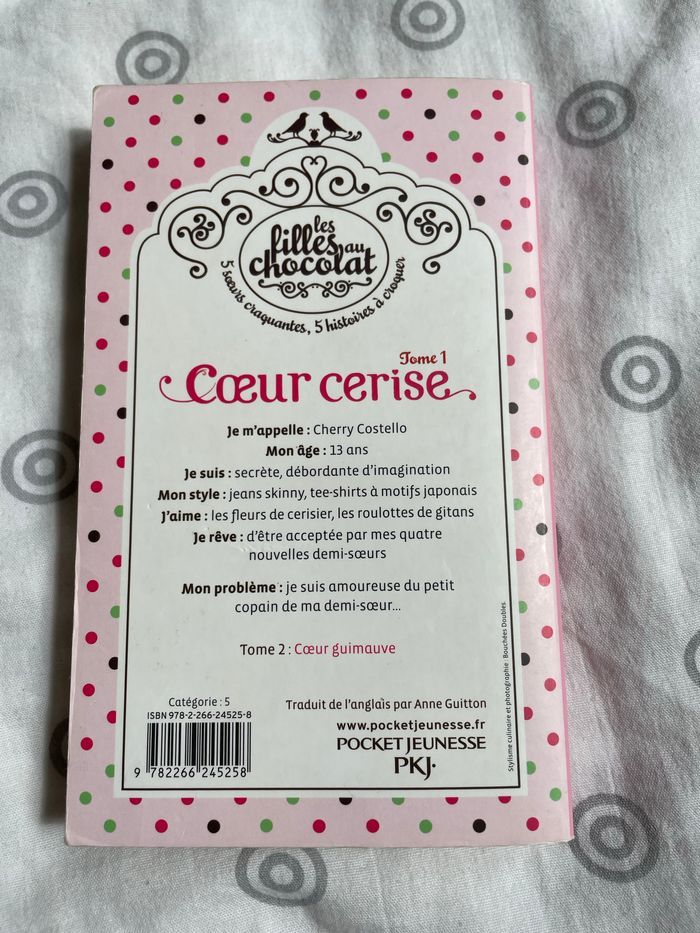 les
filles au
chocolat
5 sœurs craquantes, 5 histoires à croquer
Tome 1
Cœur cerise
Je m'appelle : Cherry Costello
Mon âge : 13 ans
Je suis : secrète, débordante d'imagination
Mon style : jeans skinny, tee-shirts à motifs japonais
J'aime : les fleurs de cerisier, les roulottes de gitans
Je rêve : d'être acceptée par mes quatre
nouvelles demi-sœurs
Mon problème : je suis amoureuse du petit
copain de ma demi-sœur...
Tome 2 : Cœur guimauve
Catégorie : 5
ISBN 978-2-266-24525-8
9 782266 245258
Traduit de l'anglais par Anne Guitton
www.pocketjeunesse.fr
POCKET JEUNESSE
PKJ·
Stylisme culinaire et photographie : Bouchées Doubles